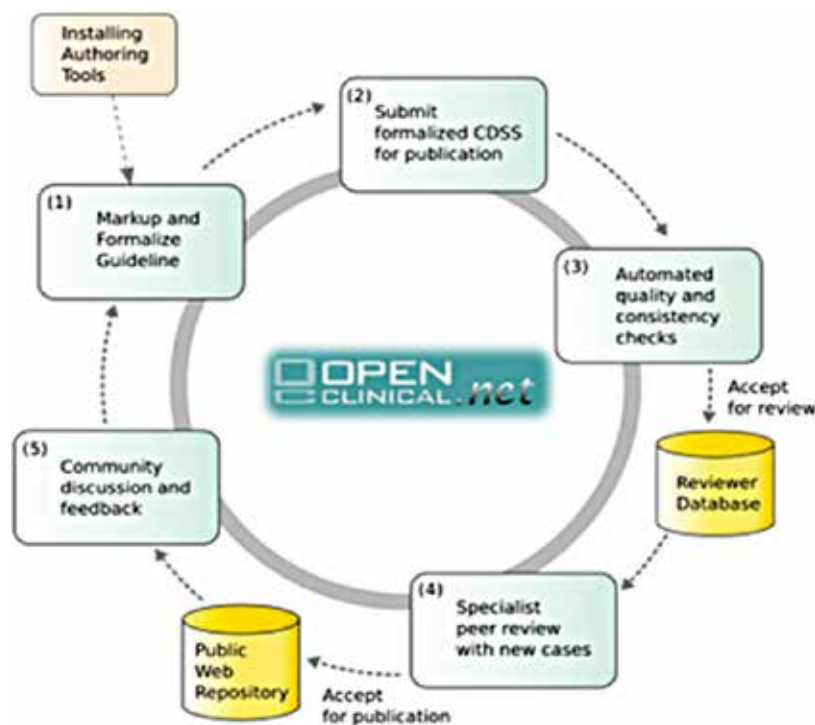 Installing
Authoring
Tools
(1)
Markup and
Formalize
Guideline
(2)
Submit
formalized CDSS
for publication
(3)
Automated
quality and
consistency
checks
Accept
for review
Reviewer
Database
(4)
Specialist
peer review
with new cases
Accept
for publication
Public
Web
Repository
(5)
Community
discussion and
feedback
OPEN
CLINICAL.net